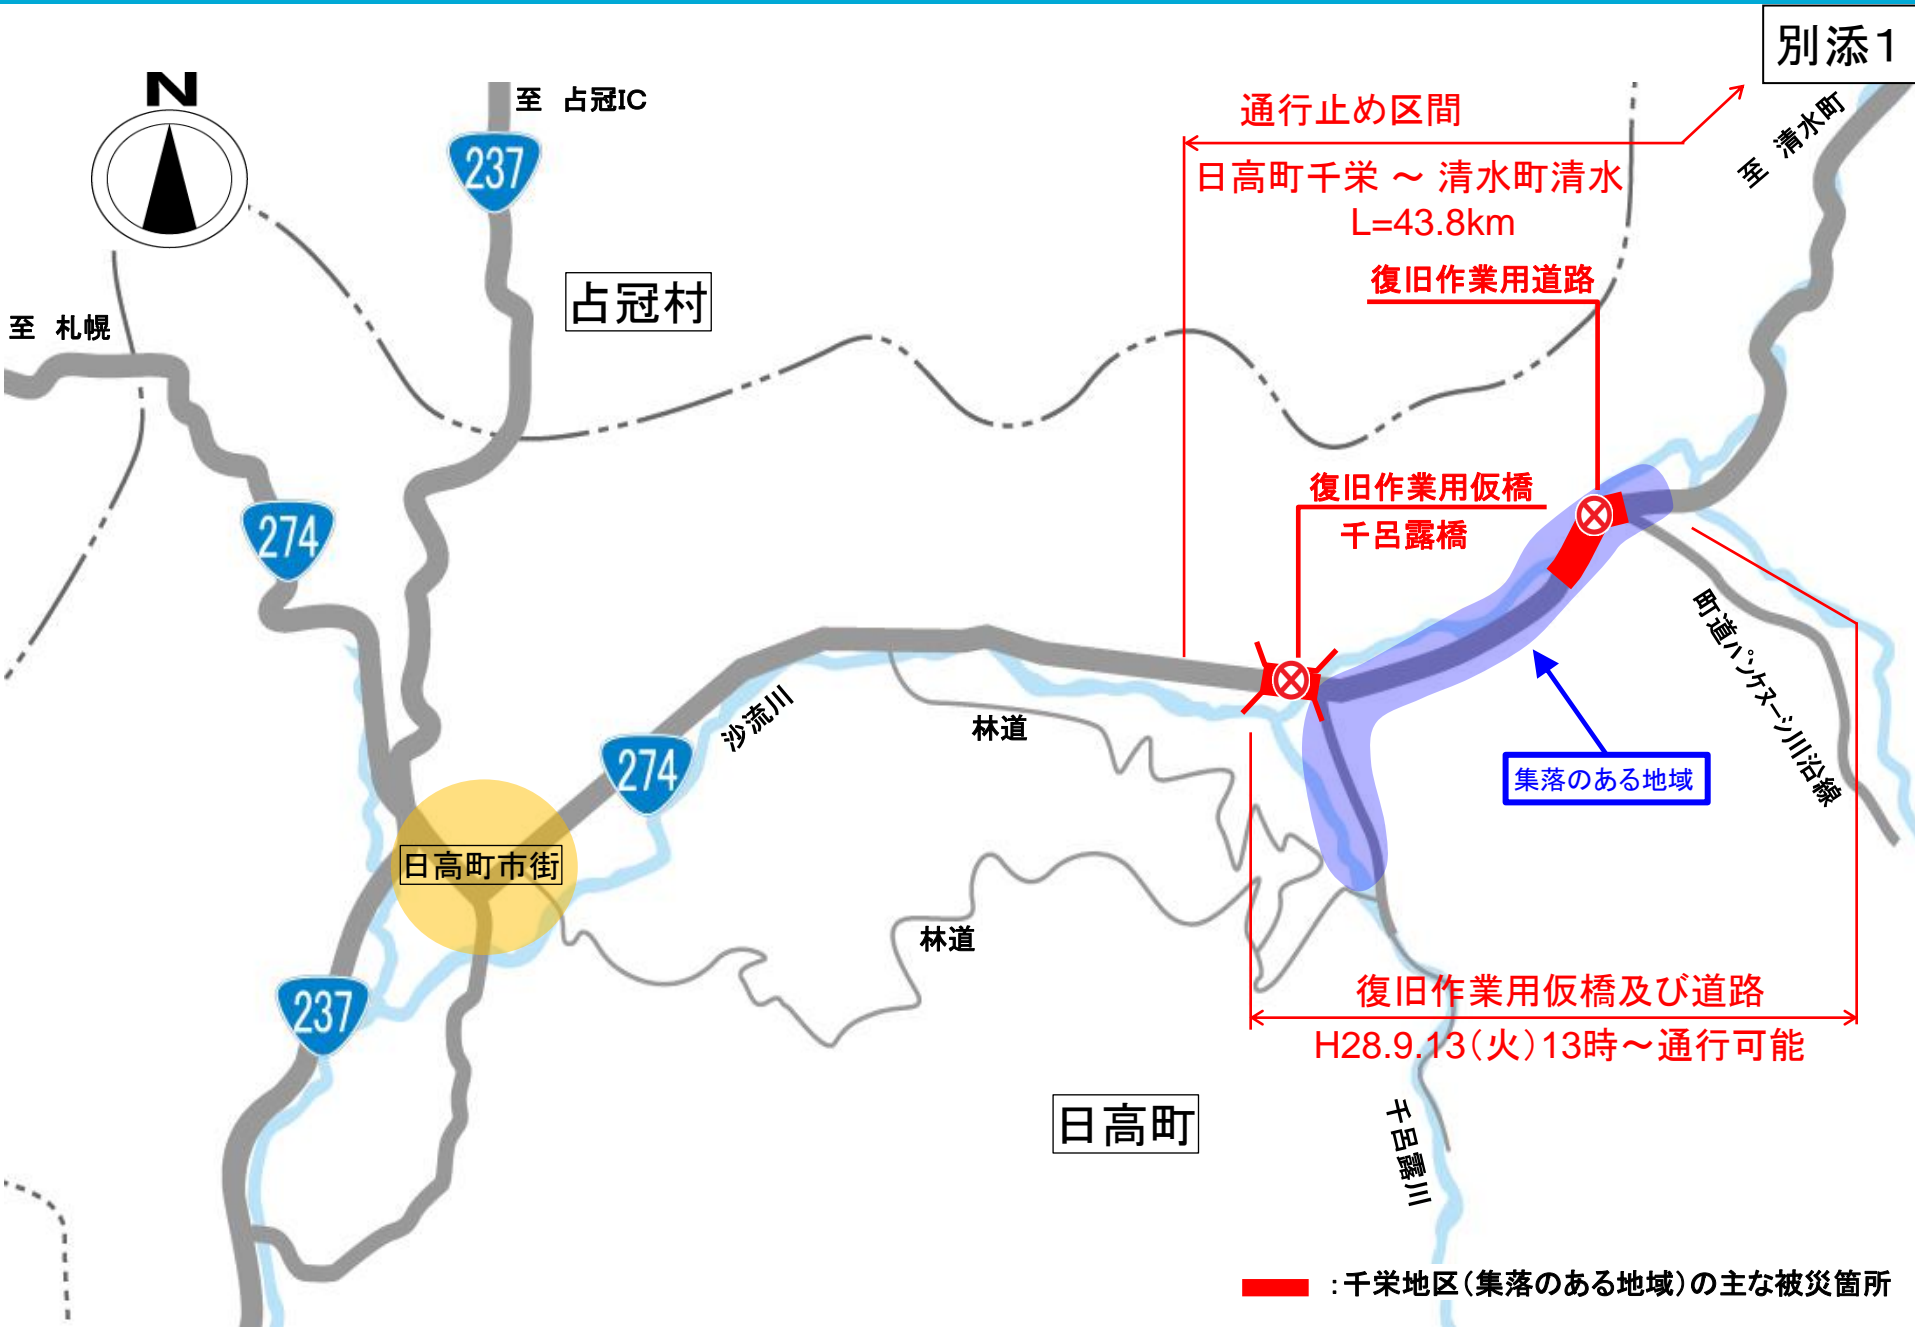 別添1
N
至 占冠IC
237
通行止め区間
至 清水町
日高町千栄 ～ 清水町清水
L=43.8km
復旧作業用道路
占冠村
至 札幌
274
復旧作業用仮橋
千呂露橋
町道パンケヌーシ川沿線
沙流川
林道
274
集落のある地域
日高町市街
林道
237
復旧作業用仮橋及び道路
H28.9.13(火)13時～通行可能
日高町
千呂露川
:千栄地区(集落のある地域)の主な被災箇所